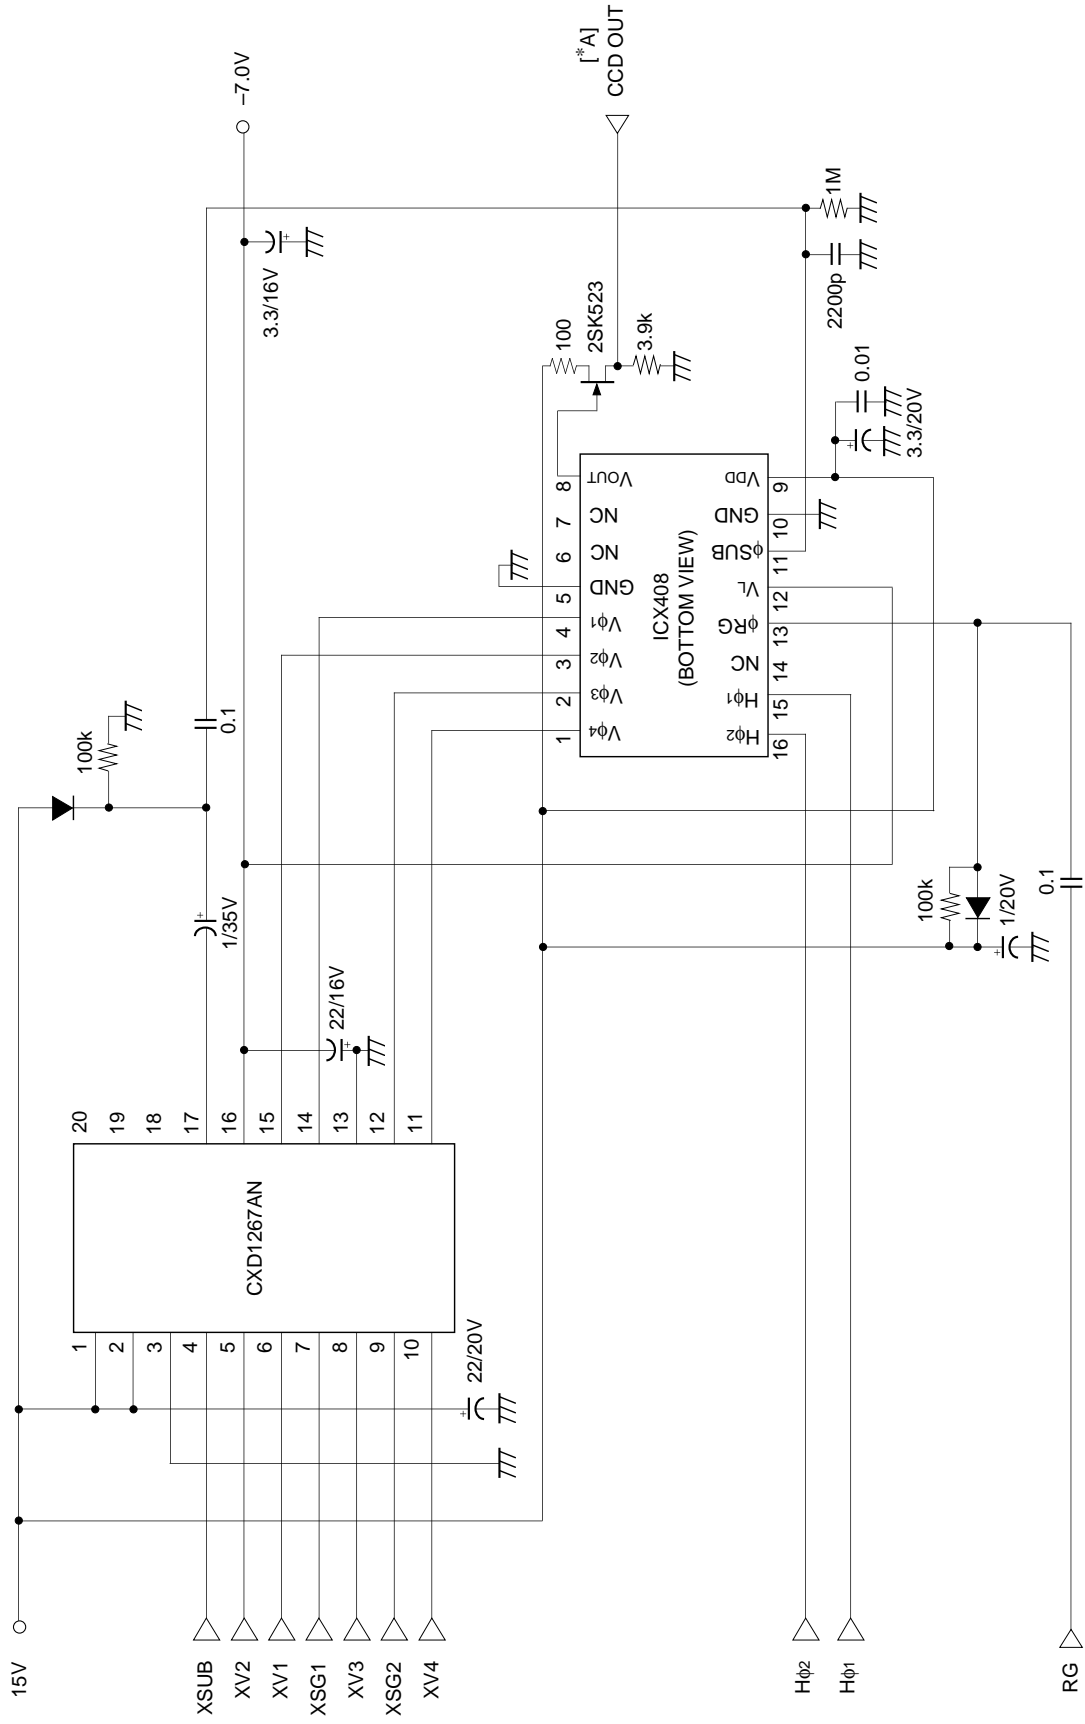 15V
–7.0V
[*A]
CCD OUT
100k
0.1
1/35V
3.3/16V
22/16V
1M
2200p
100
2SK523
3.9k
0.01
3.3/20V
CXD1267AN
1
2
3
4
5
6
7
8
9
10
20
19
18
17
16
15
14
13
12
11
22/20V
XSUB
XV2
XV1
XSG1
XV3
XSG2
XV4
ICX408
(BOTTOM VIEW)
1
2
3
4
5
6
7
8
Vϕ4
Vϕ3
Vϕ2
Vϕ1
GND
NC
NC
VOUT
Hϕ2
Hϕ1
NC
ϕRG
VL
ϕSUB
GND
VDD
16
15
14
13
12
11
10
9
100k
1/20V
0.1
Hϕ2
Hϕ1
RG